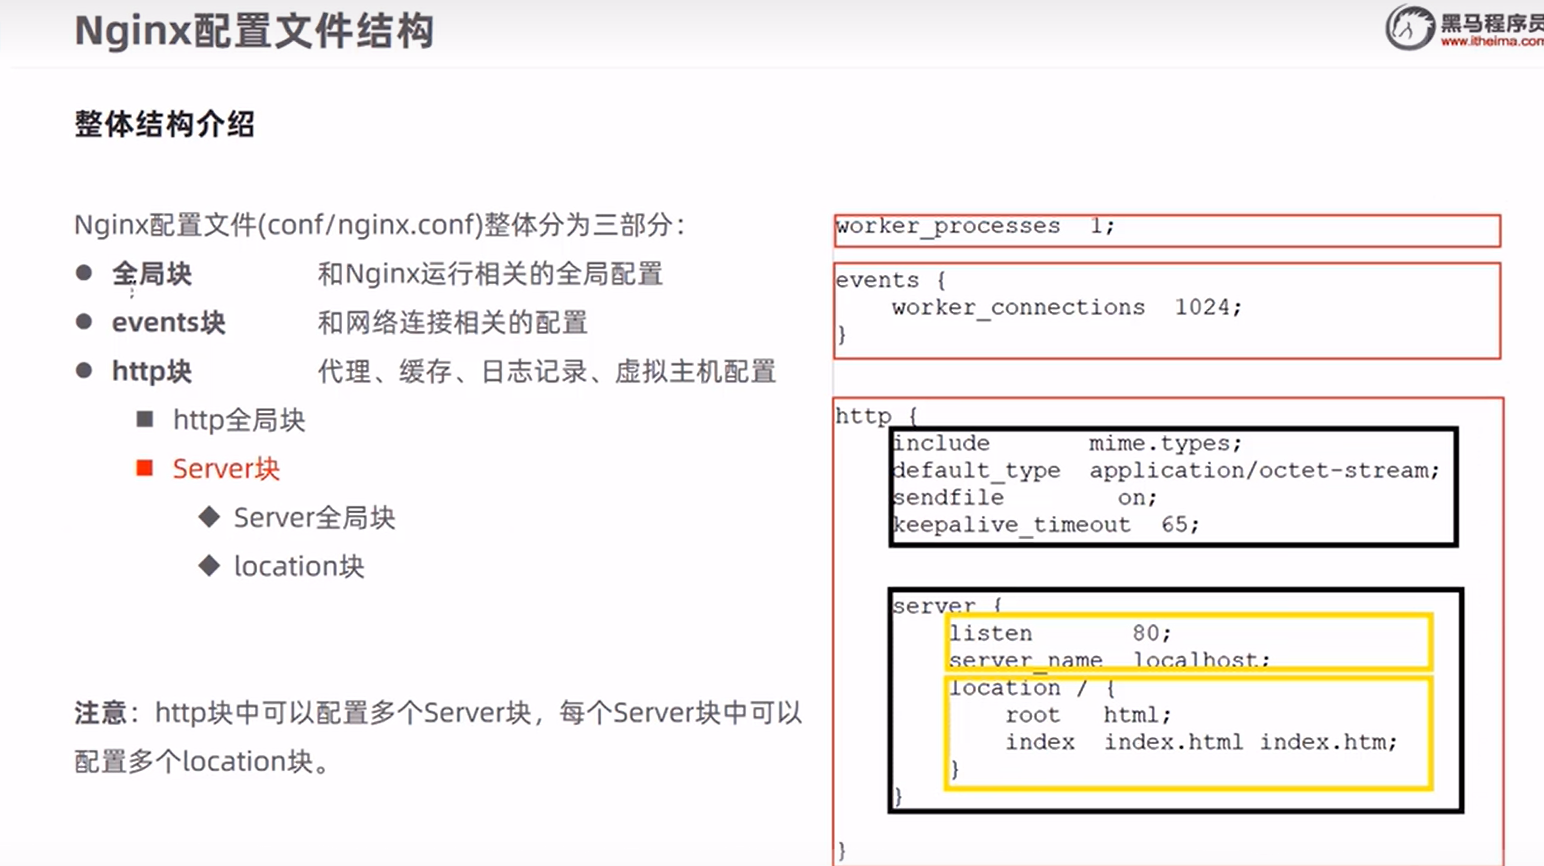 Nginx配置文件结构
黑马程序员
www.itheima.com
整体结构介绍
Nginx配置文件(conf/nginx.conf)整体分为三部分：
● 全局块 和Nginx运行相关的全局配置
● events块 和网络连接相关的配置
● http块 代理、缓存、日志记录、虚拟主机配置
■ http全局块
■ Server块
◆ Server全局块
◆ location块
注意：http块中可以配置多个Server块，每个Server块中可以
配置多个location块。
worker_processes 1;
events {
worker_connections 1024;
}
http {
include mime.types;
default_type application/octet-stream;
sendfile on;
keepalive_timeout 65;
server {
listen 80;
server_name localhost;
location / {
root html;
index index.html index.htm;
}
}
}